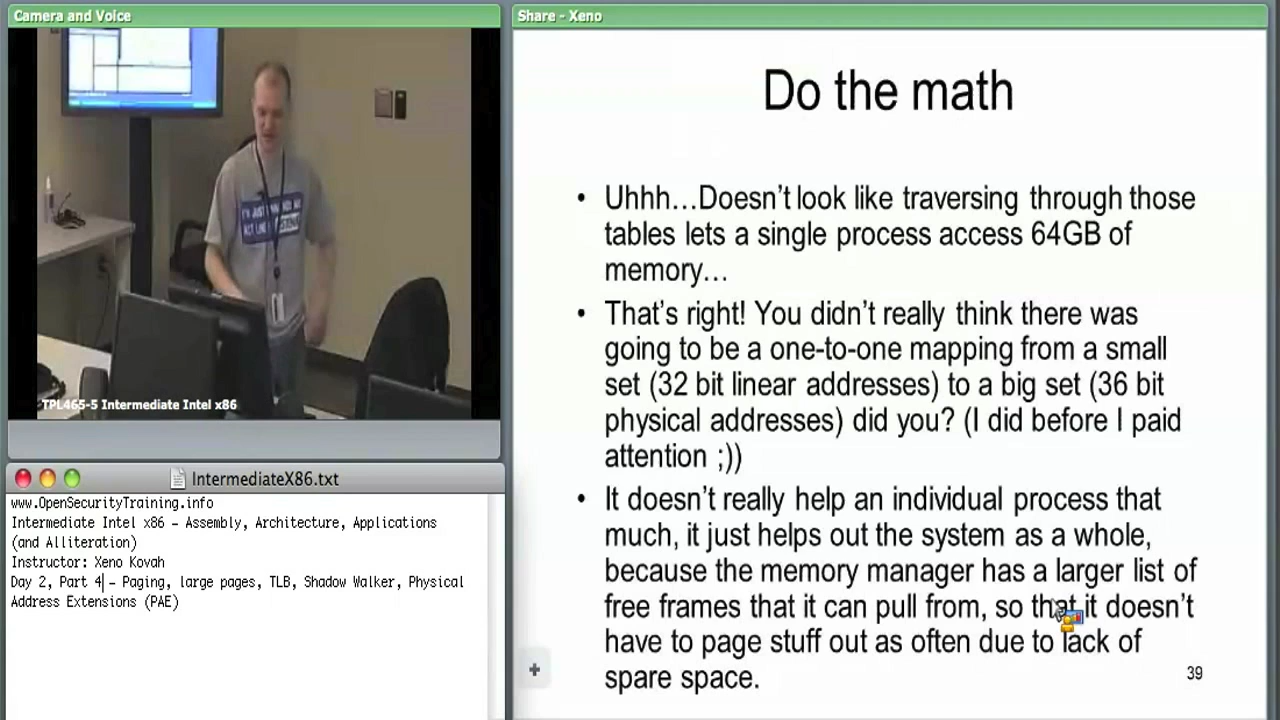 Camera and Voice
TPL465-5 Intermediate Intel x86
IntermediateX86.txt
www.OpenSecurityTraining.info
Intermediate Intel x86 – Assembly, Architecture, Applications
(and Alliteration)
Instructor: Xeno Kovah
Day 2, Part 4 – Paging, large pages, TLB, Shadow Walker, Physical
Address Extensions (PAE)
Share - Xeno
Do the math
• Uhhh…Doesn’t look like traversing through those
tables lets a single process access 64GB of
memory…
• That’s right! You didn’t really think there was
going to be a one-to-one mapping from a small
set (32 bit linear addresses) to a big set (36 bit
physical addresses) did you? (I did before I paid
attention ;))
• It doesn’t really help an individual process that
much, it just helps out the system as a whole,
because the memory manager has a larger list of
free frames that it can pull from, so that it doesn’t
have to page stuff out as often due to lack of
spare space.
39